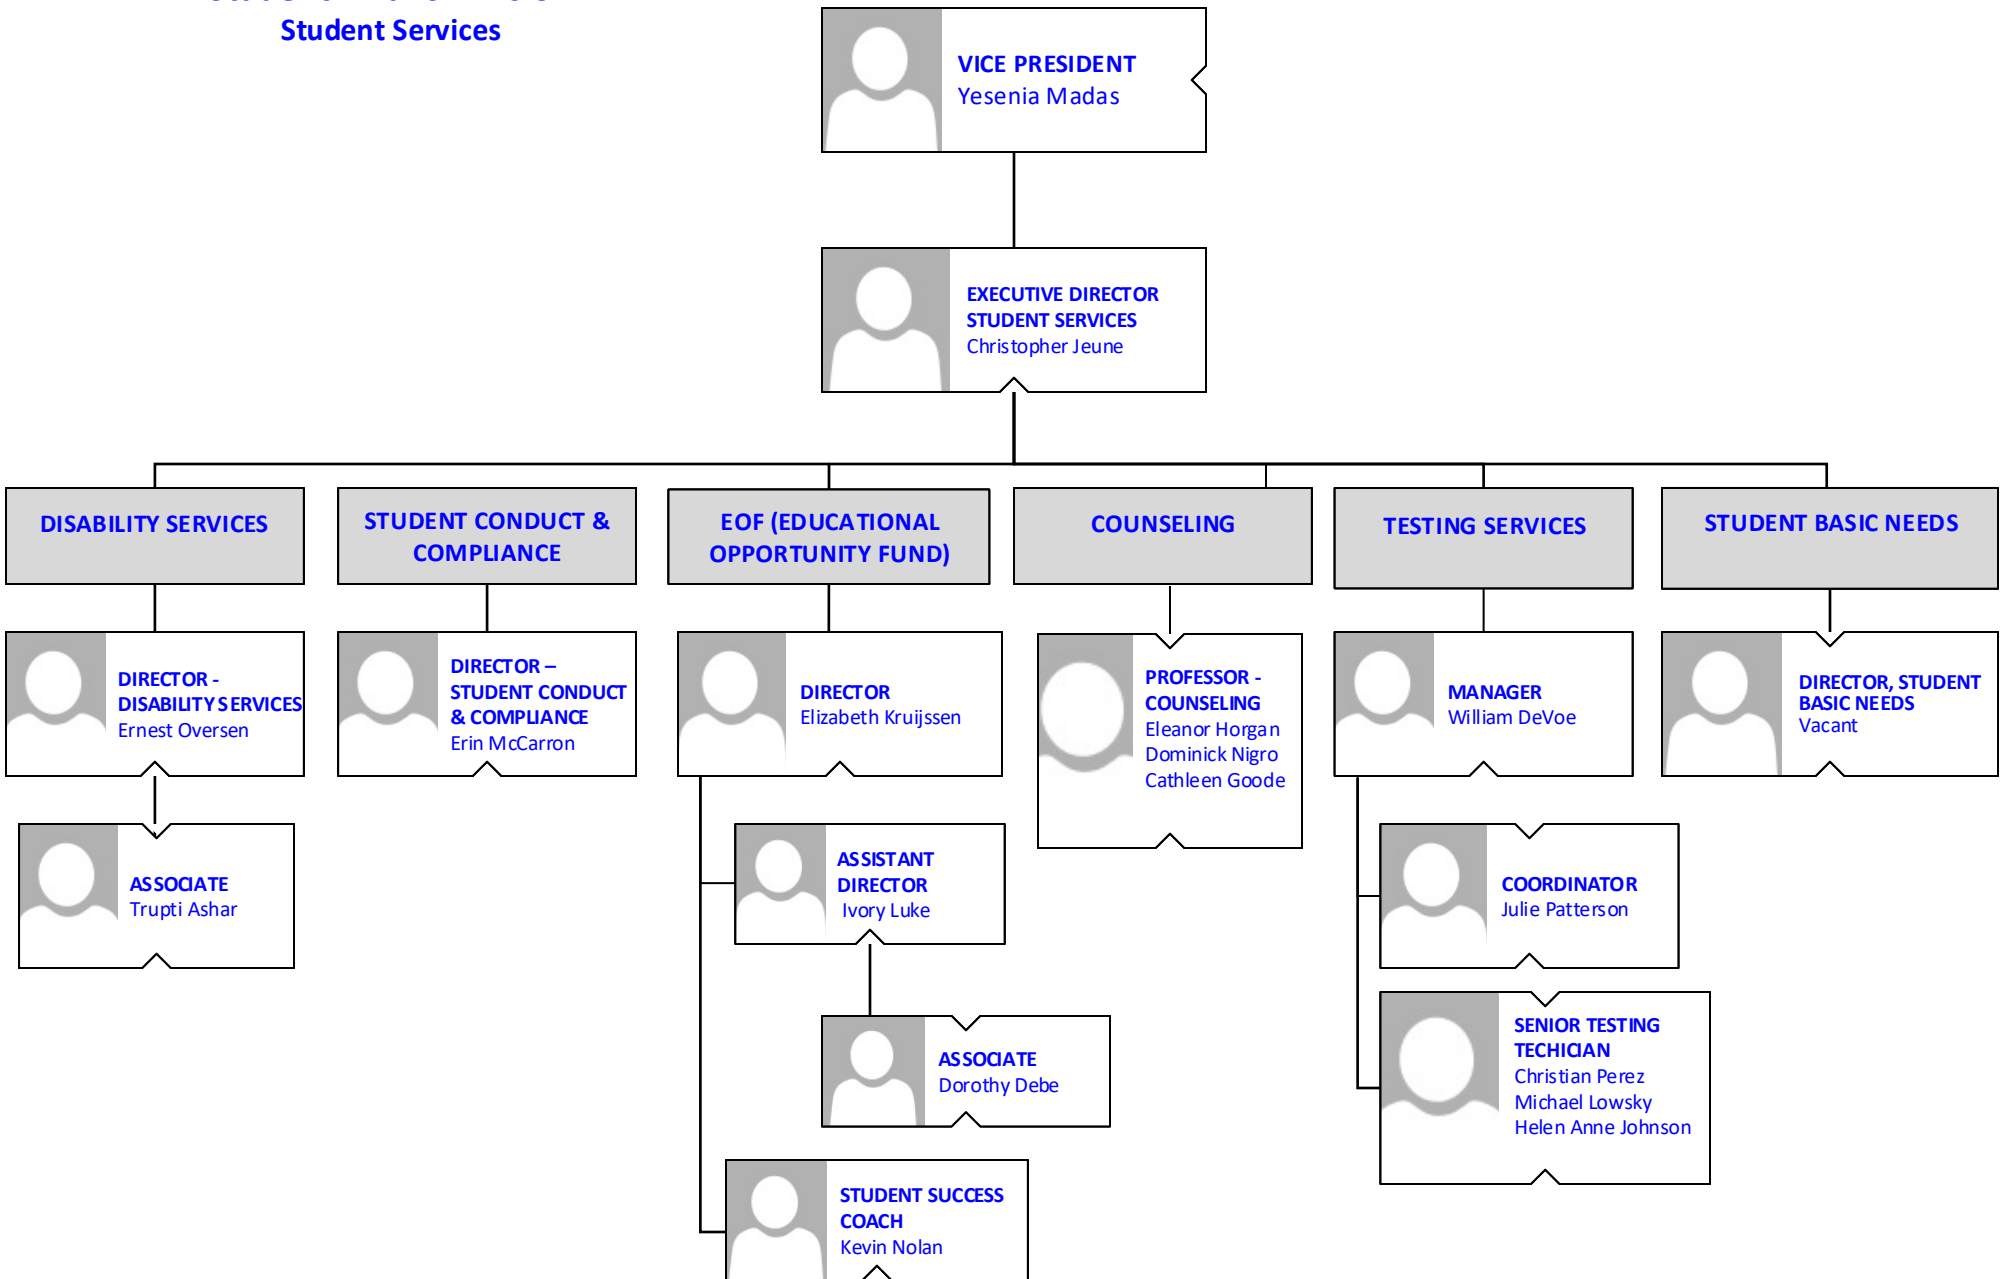 Student Services
VICE PRESIDENT
Yesenia Madas
EXECUTIVE DIRECTOR
STUDENT SERVICES
Christopher Jeune
DISABILITY SERVICES
STUDENT CONDUCT &
COMPLIANCE
EOF (EDUCATIONAL
OPPORTUNITY FUND)
COUNSELING
TESTING SERVICES
STUDENT BASIC NEEDS
DIRECTOR -
DISABILITY SERVICES
Ernest Oversen
DIRECTOR –
STUDENT CONDUCT
& COMPLIANCE
Erin McCarron
DIRECTOR
Elizabeth Kruijssen
PROFESSOR -
COUNSELING
Eleanor Horgan
Dominick Nigro
Cathleen Goode
MANAGER
William DeVoe
DIRECTOR, STUDENT
BASIC NEEDS
Vacant
ASSOCIATE
Trupti Ashar
ASSISTANT
DIRECTOR
Ivory Luke
COORDINATOR
Julie Patterson
ASSOCIATE
Dorothy Debe
SENIOR TESTING
TECHICIAN
Christian Perez
Michael Lowsky
Helen Anne Johnson
STUDENT SUCCESS
COACH
Kevin Nolan